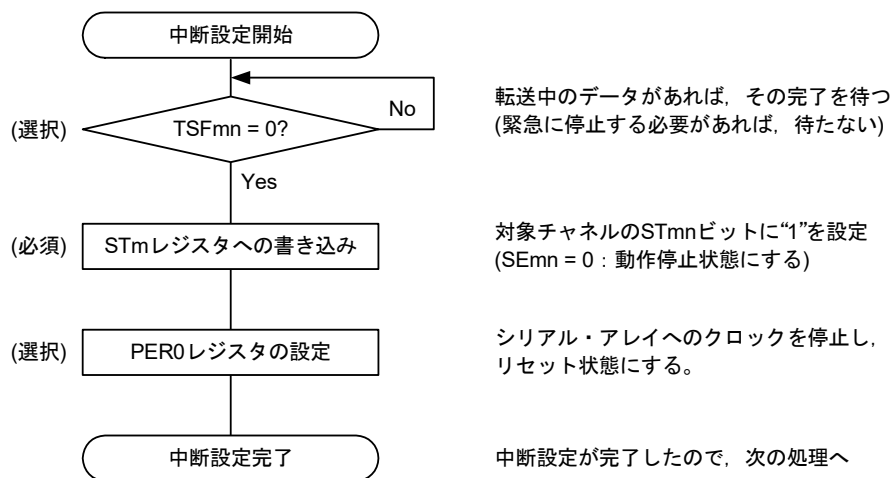 中断設定開始
No
転送中のデータがあれば，その完了を待つ
(選択)
TSFmn = 0?
(緊急に停止する必要があれば，待たない)
Yes
(必須)
STmレジスタへの書き込み
対象チャネルのSTmnビットに“1”を設定
(SEmn = 0：動作停止状態にする)
(選択)
PER0レジスタの設定
シリアル・アレイへのクロックを停止し，
リセット状態にする。
中断設定完了
中断設定が完了したので，次の処理へ